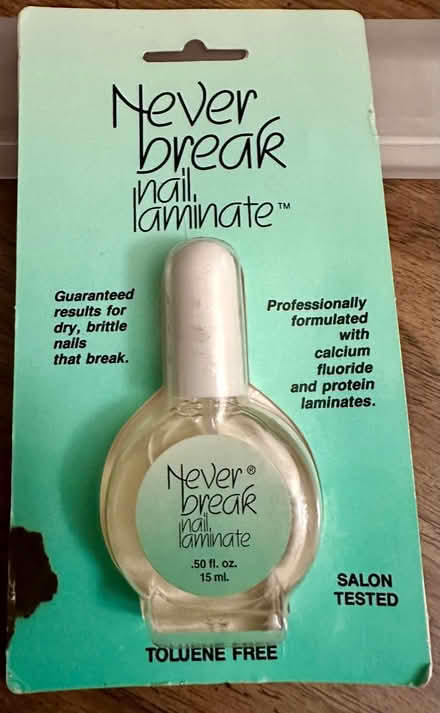 Never
break
nail
laminate™
Guaranteed
results for
dry, brittle
nails
that break.
Professionally
formulated
with
calcium
fluoride
and protein
laminates.
Never®
break
nail
laminate
.50 fl. oz.
15 ml.
SALON
TESTED
TOLUENE FREE